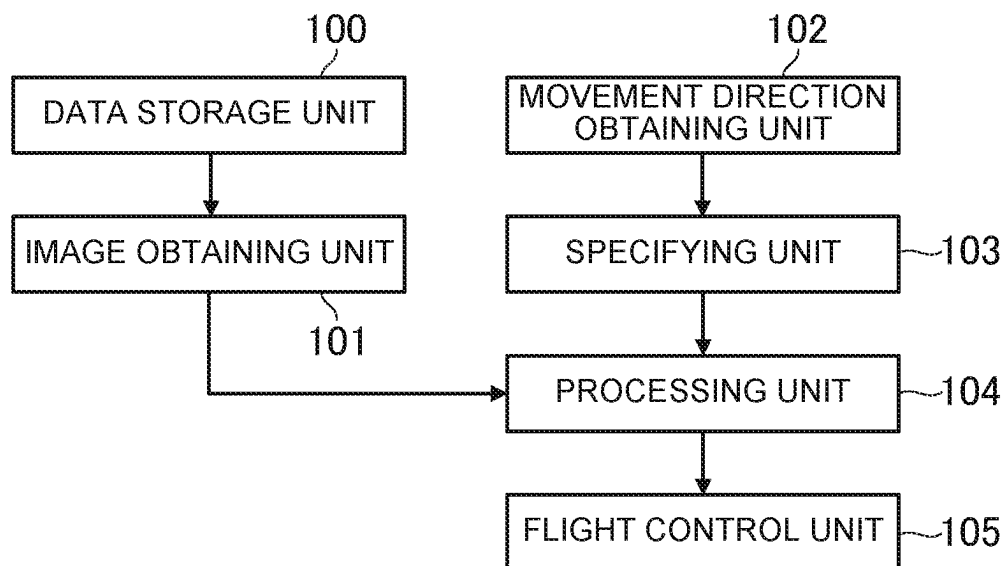 100
DATA STORAGE UNIT
IMAGE OBTAINING UNIT
101
102
MOVEMENT DIRECTION
OBTAINING UNIT
SPECIFYING UNIT
103
PROCESSING UNIT
104
FLIGHT CONTROL UNIT
105